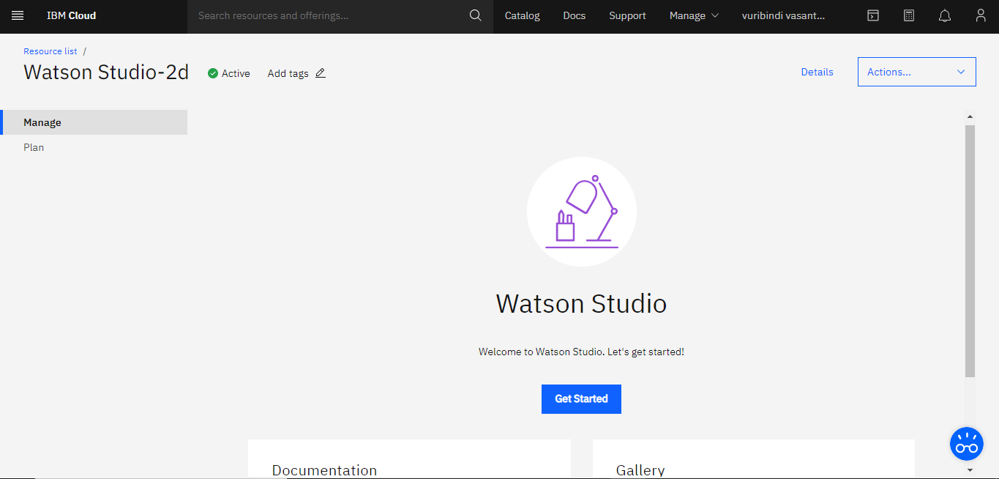 IBM Cloud
Search resources and offerings...
Catalog
Docs
Support
Manage
vuribindi vasant...
Resource list /
Watson Studio-2d
Active
Add tags
Details
Actions...
Manage
Plan
Watson Studio
Welcome to Watson Studio. Let's get started!
Get Started
Documentation
Gallery